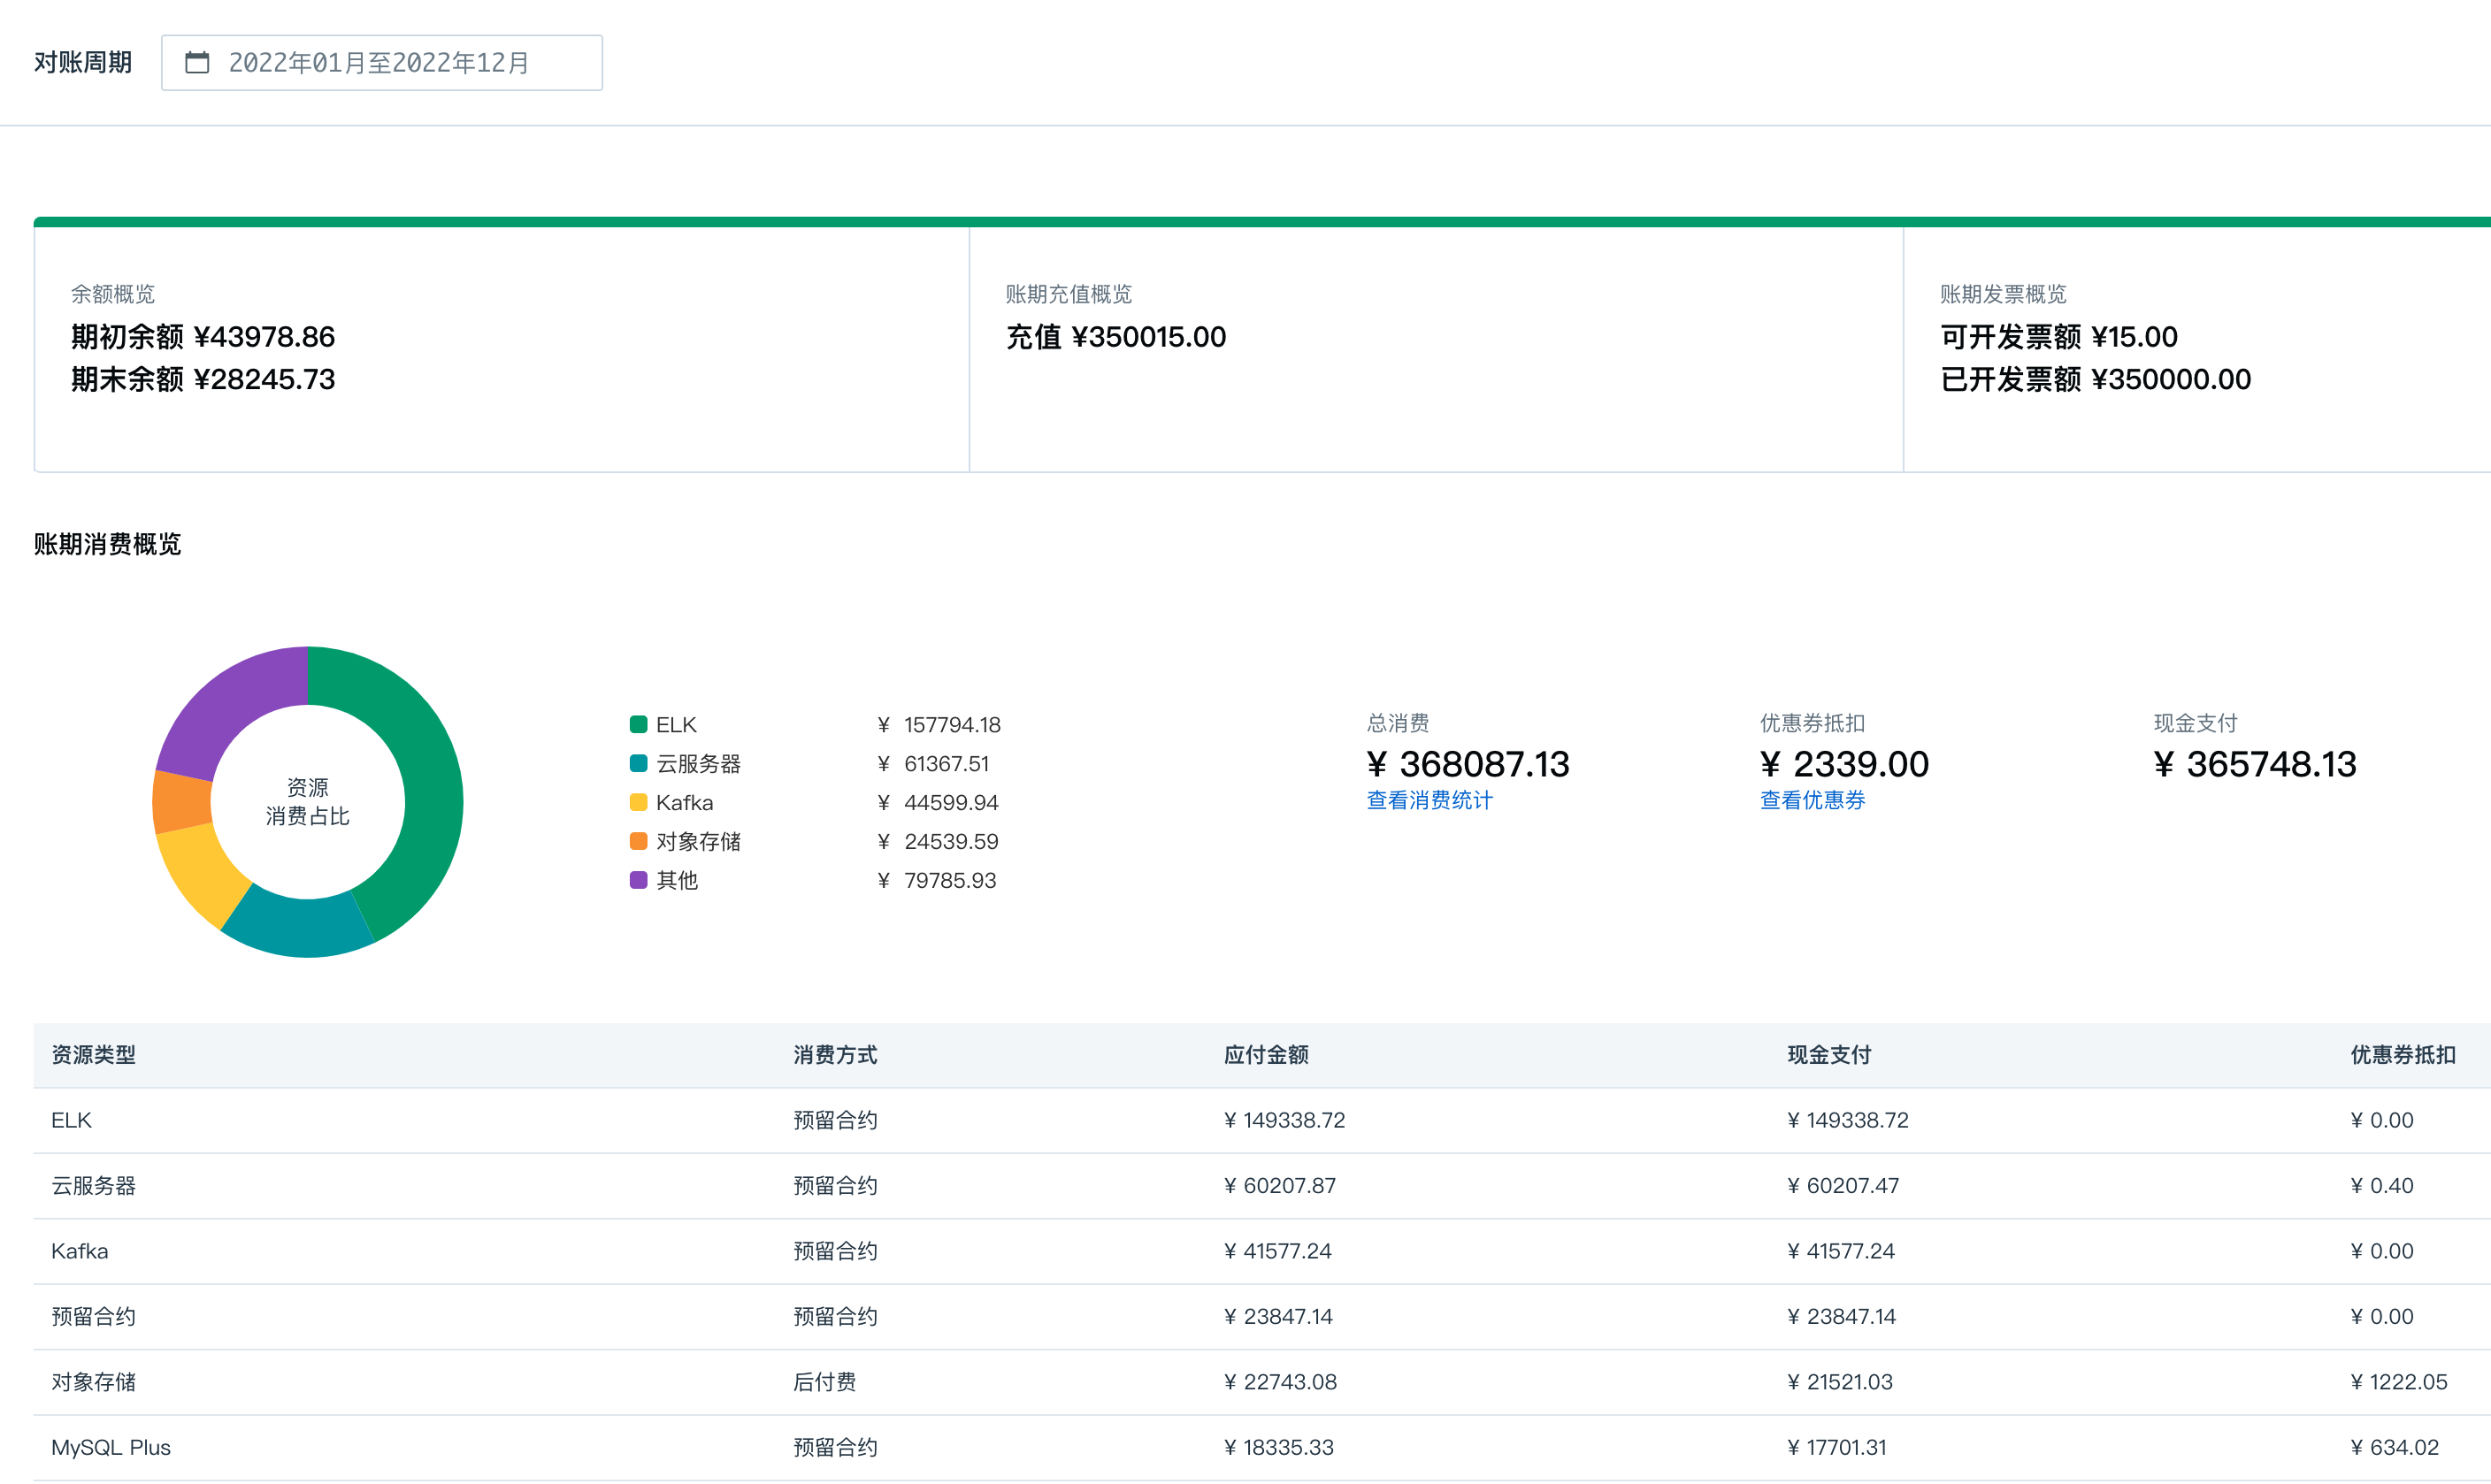 对账周期 2022年01月至2022年12月
余额概览
期初余额 ¥43978.86
期末余额 ¥28245.73
账期充值概览
充值 ¥350015.00
账期发票概览
可开发票额 ¥15.00
已开发票额 ¥350000.00
账期消费概览
资源
消费占比
ELK ¥ 157794.18
云服务器 ¥ 61367.51
Kafka ¥ 44599.94
对象存储 ¥ 24539.59
其他 ¥ 79785.93
总消费
¥ 368087.13
查看消费统计
优惠券抵扣
¥ 2339.00
查看优惠券
现金支付
¥ 365748.13
资源类型 消费方式 应付金额 现金支付 优惠券抵扣
ELK 预留合约 ¥ 149338.72 ¥ 149338.72 ¥ 0.00
云服务器 预留合约 ¥ 60207.87 ¥ 60207.47 ¥ 0.40
Kafka 预留合约 ¥ 41577.24 ¥ 41577.24 ¥ 0.00
预留合约 预留合约 ¥ 23847.14 ¥ 23847.14 ¥ 0.00
对象存储 后付费 ¥ 22743.08 ¥ 21521.03 ¥ 1222.05
MySQL Plus 预留合约 ¥ 18335.33 ¥ 17701.31 ¥ 634.02